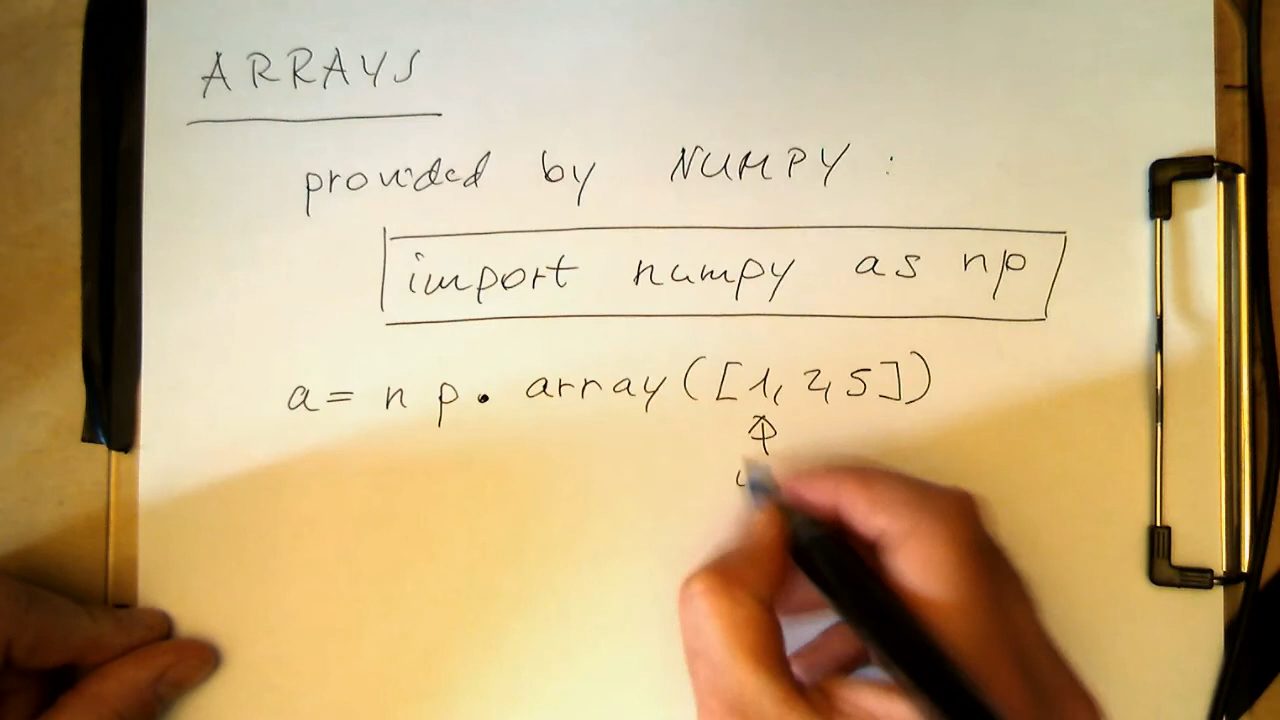 ARRAYS
provided by NUMPY :
import numpy as np
a = np. array([1, 2, 5])